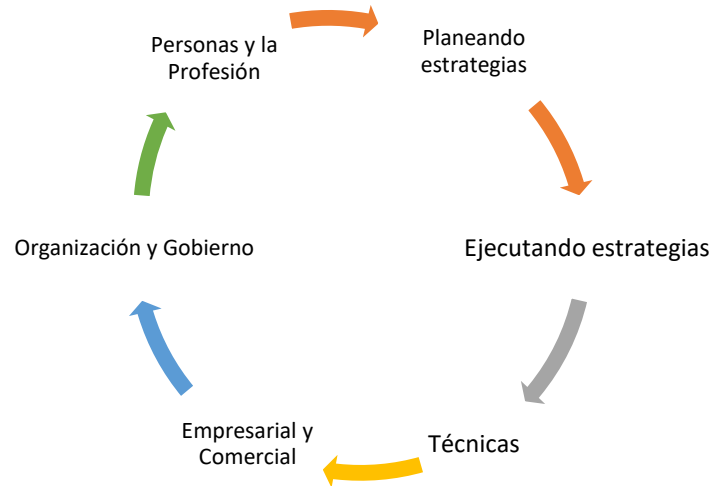 Personas y la
Profesión
Planeando
estrategias
Ejecutando estrategias
Técnicas
Empresarial y
Comercial
Organización y Gobierno